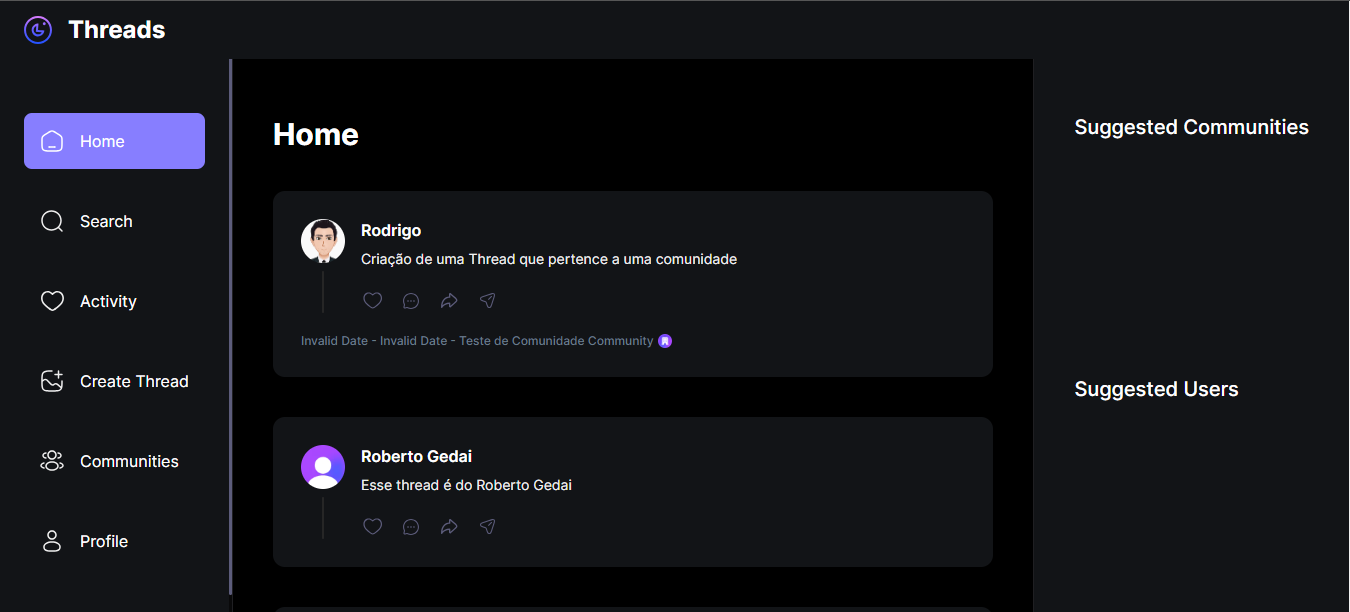 Threads
Home
Search
Activity
Create Thread
Communities
Profile
Home
Rodrigo
Criação de uma Thread que pertence a uma comunidade
Invalid Date - Invalid Date - Teste de Comunidade Community
Roberto Gedai
Esse thread é do Roberto Gedai
Suggested Communities
Suggested Users